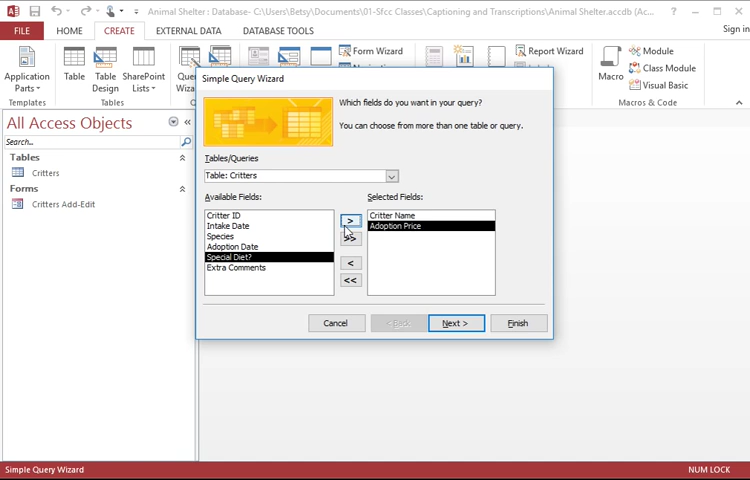 Animal Shelter : Database- C:\Users\Betsy\Documents\01-Sfcc Classes\Captioning and Transcriptions\Animal Shelter.accdb (Ac... ?
FILE HOME CREATE EXTERNAL DATA DATABASE TOOLS Sign in
Application Parts
Table
Table Design
SharePoint Lists
Form Wizard
Report Wizard
Macro
Module
Class Module
Visual Basic
Templates Tables Macros & Code
All Access Objects
Search...
Tables
Critters
Forms
Critters Add-Edit
Simple Query Wizard
Which fields do you want in your query?
You can choose from more than one table or query.
Tables/Queries
Table: Critters
Available Fields: Selected Fields:
Critter ID
Intake Date
Species
Adoption Date
Special Diet?
Extra Comments
>
>>
<
<<
Critter Name
Adoption Price
Cancel < Back Next > Finish
Simple Query Wizard NUM LOCK